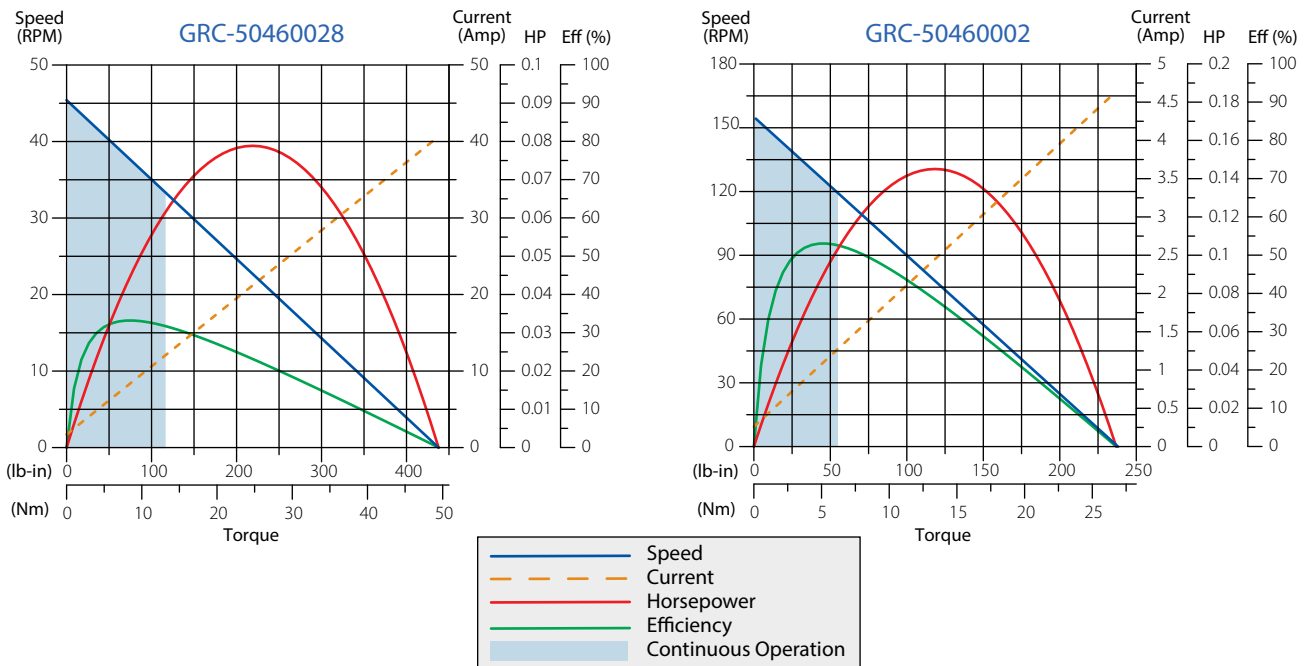 Speed
(RPM)
GRC-50460028
Current
(Amp)
HP
Eff (%)
50
40
30
20
10
0
50
40
30
20
10
0
0.1
0.09
0.08
0.07
0.06
0.05
0.04
0.03
0.02
0.01
0
100
90
80
70
60
50
40
30
20
10
0
(lb-in)
0 100 200 300 400
(Nm)
0 10 20 30 40 50
Torque
Speed
(RPM)
GRC-50460002
Current
(Amp)
HP
Eff (%)
180
150
120
90
60
30
0
5
4.5
4
3.5
3
2.5
2
1.5
1
0.5
0
0.2
0.18
0.16
0.14
0.12
0.1
0.08
0.06
0.04
0.02
0
100
90
80
70
60
50
40
30
20
10
0
(lb-in)
0 50 100 150 200 250
(Nm)
0 5 10 15 20 25
Torque
Speed
Current
Horsepower
Efficiency
Continuous Operation